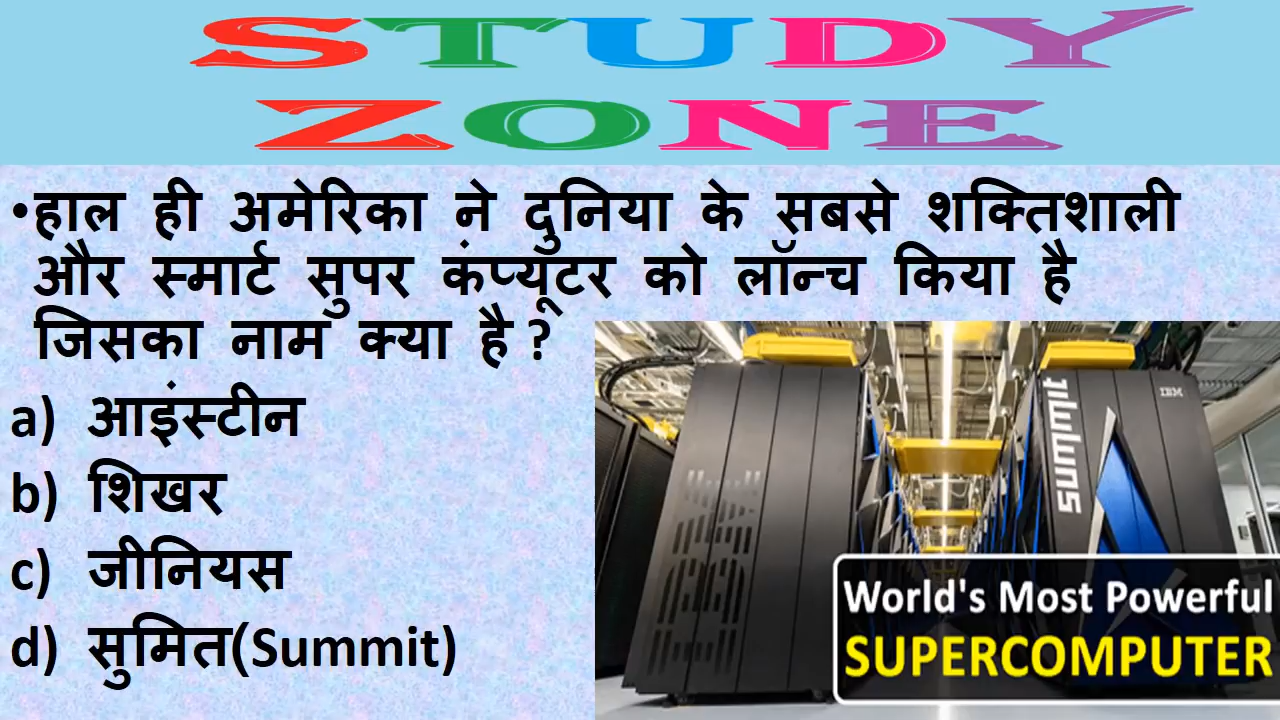 STUDY
ZONE
•हाल ही अमेरिका ने दुनिया के सबसे शक्तिशाली
और स्मार्ट सुपर कंप्यूटर को लॉन्च किया है
जिसका नाम क्या है ?
a) आइंस्टीन
b) शिखर
c) जीनियस
d) सुमित(Summit)
IBM
summit
IBM
World's Most Powerful
SUPERCOMPUTER